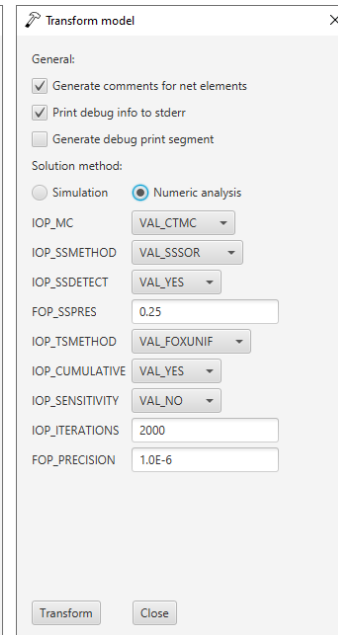 Transform model
General:
Generate comments for net elements
Print debug info to stderr
Generate debug print segment
Solution method:
Simulation Numeric analysis
IOP_MC VAL_CTMC
IOP_SSMETHOD VAL_SSSOR
IOP_SSDETECT VAL_YES
FOP_SSPRES 0.25
IOP_TSMETHOD VAL_FOXUNIF
IOP_CUMULATIVE VAL_YES
IOP_SENSITIVITY VAL_NO
IOP_ITERATIONS 2000
FOP_PRECISION 1.0E-6
Transform Close